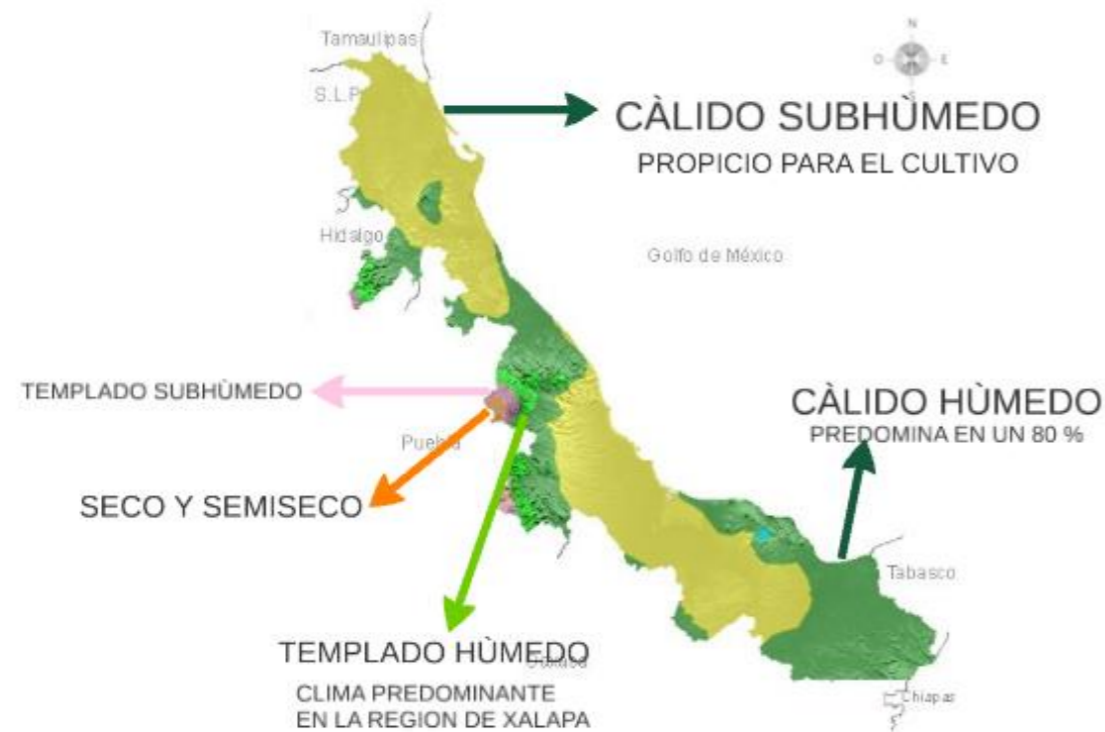 Tamaulipas
N
O
E
S
S.L.P
CÀLIDO SUBHÙMEDO
PROPICIO PARA EL CULTIVO
Hidalgo
Golfo de México
TEMPLADO SUBHÙMEDO
CÀLIDO HÙMEDO
PREDOMINA EN UN 80 %
Puebla
SECO Y SEMISECO
Tabasco
TEMPLADO HÙMEDO
Oaxaca
CLIMA PREDOMINANTE
EN LA REGION DE XALAPA
Chiapas